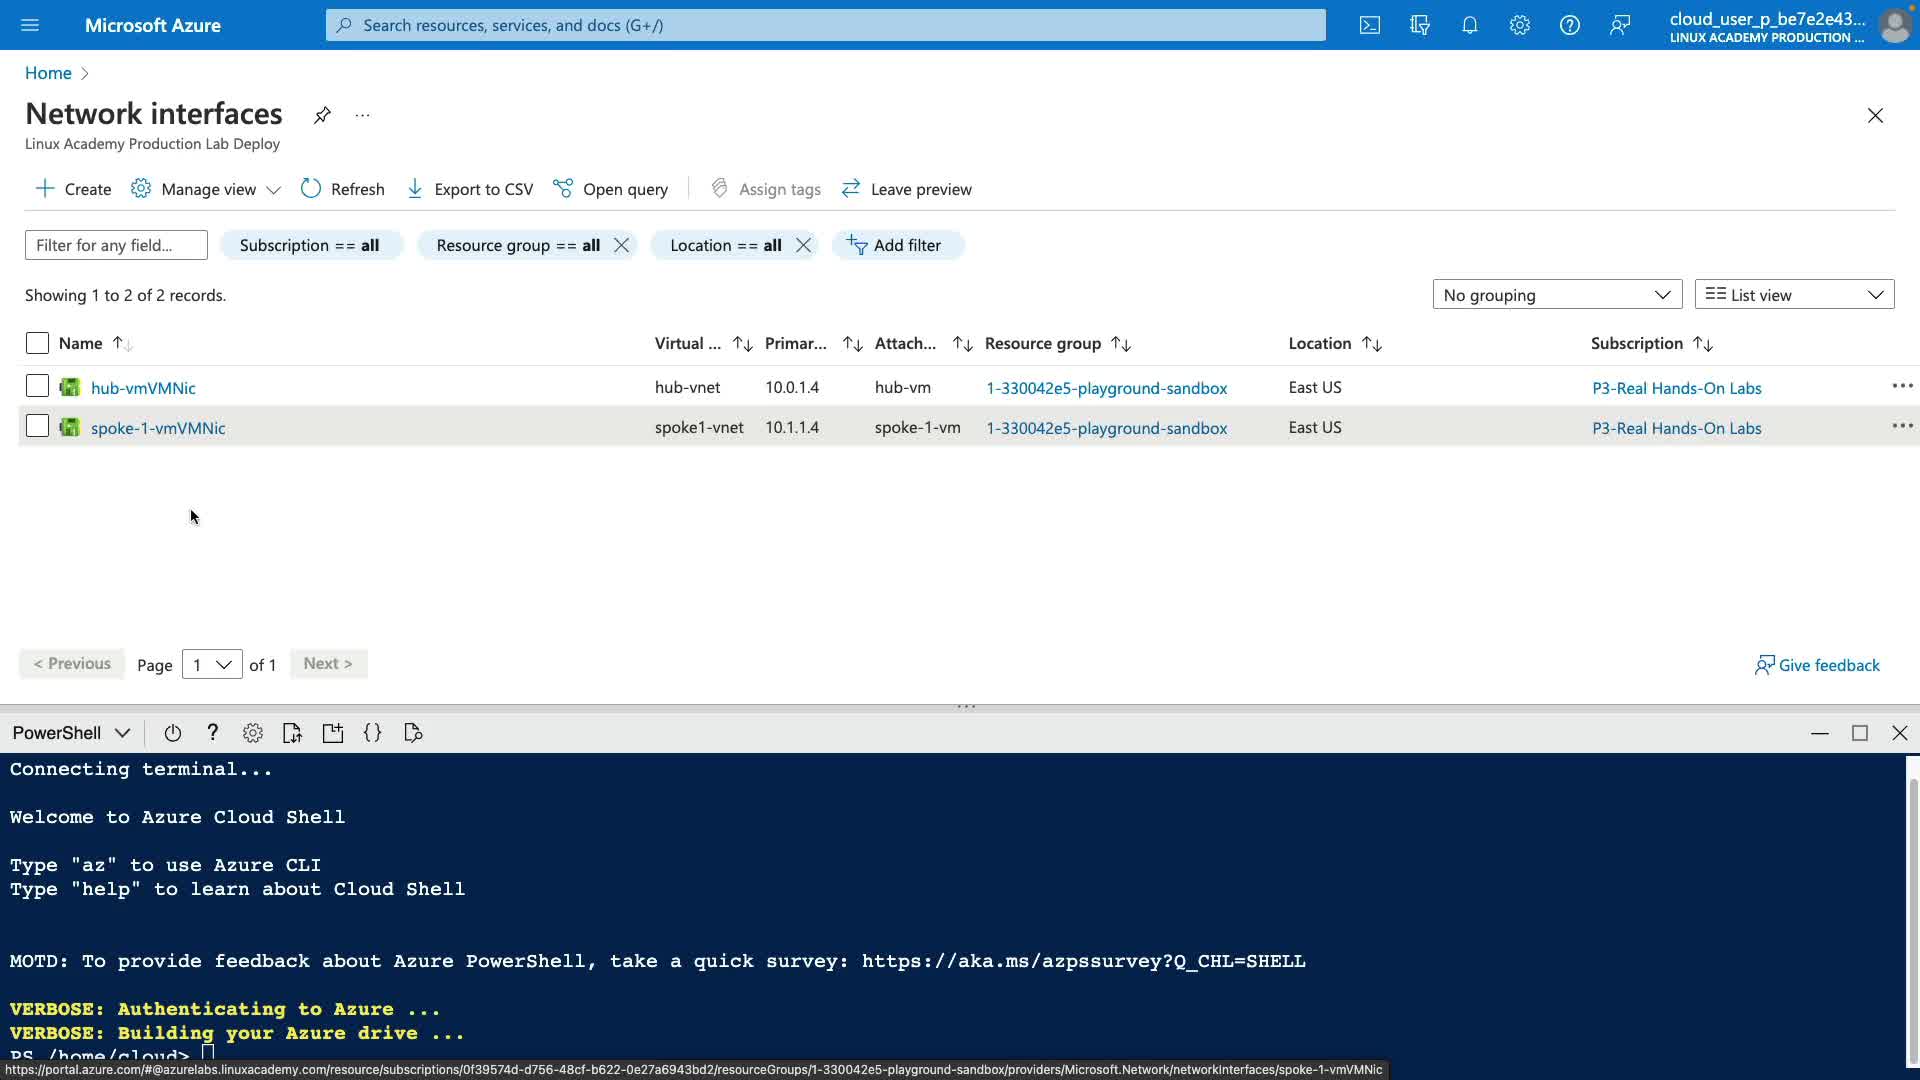 Microsoft Azure
Search resources, services, and docs (G+/)
cloud_user_p_be7e2e43...
LINUX ACADEMY PRODUCTION ...
Home
Network interfaces
Linux Academy Production Lab Deploy
Create
Manage view
Refresh
Export to CSV
Open query
Assign tags
Leave preview
Filter for any field...
Subscription == all
Resource group == all
Location == all
Add filter
Showing 1 to 2 of 2 records.
No grouping
List view
Name
Virtual ...
Primar...
Attach...
Resource group
Location
Subscription
hub-vmVMNic
hub-vnet
10.0.1.4
hub-vm
1-330042e5-playground-sandbox
East US
P3-Real Hands-On Labs
spoke-1-vmVMNic
spoke1-vnet
10.1.1.4
spoke-1-vm
1-330042e5-playground-sandbox
East US
P3-Real Hands-On Labs
< Previous
Page
1
of 1
Next >
Give feedback
PowerShell
Connecting terminal...
Welcome to Azure Cloud Shell
Type "az" to use Azure CLI
Type "help" to learn about Cloud Shell
MOTD: To provide feedback about Azure PowerShell, take a quick survey: https://aka.ms/azpssurvey?Q_CHL=SHELL
VERBOSE: Authenticating to Azure ...
VERBOSE: Building your Azure drive ...
PS /home/cloud>
https://portal.azure.com/#@azurelabs.linuxacademy.com/resource/subscriptions/0f39574d-d756-48cf-b622-0e27a6943bd2/resourceGroups/1-330042e5-playground-sandbox/providers/Microsoft.Network/networkInterfaces/spoke-1-vmVMNic